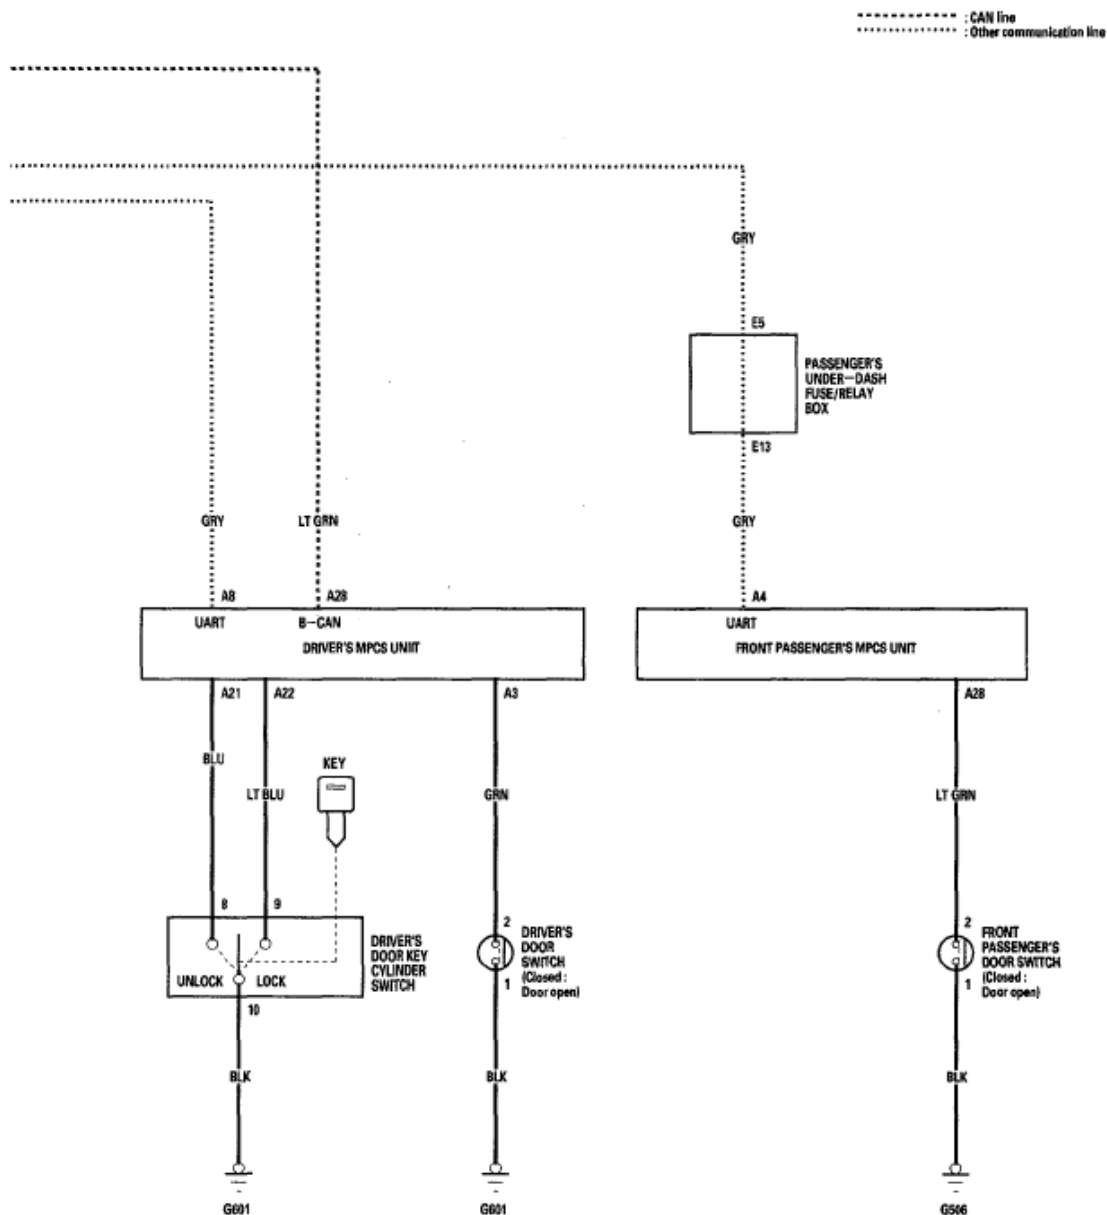 : CAN line
: Other communication line
GRY
E5
PASSENGER'S
UNDER—DASH
FUSE/RELAY
BOX
E13
GRY
LT GRN
GRY
A8
A28
A4
UART
B—CAN
UART
DRIVER'S MPCS UNIIT
FRONT PASSENGER'S MPCS UNIT
A21
A22
A3
A28
BLU
KEY
LT BLU
GRN
LT GRN
8
9
2
DRIVER'S
DOOR
SWITCH
(Closed :
Door open)
2
FRONT
PASSENGER'S
DOOR SWITCH
(Closed :
Door open)
DRIVER'S
DOOR KEY
CYLINDER
SWITCH
UNLOCK
LOCK
1
1
10
BLK
BLK
BLK
G601
G601
G506